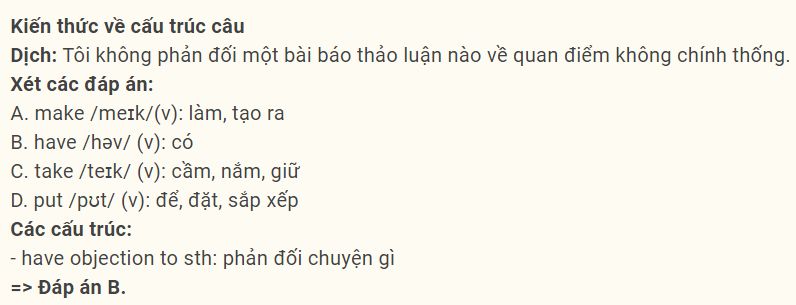 Kiến thức về cấu trúc câu
Dịch: Tôi không phản đối một bài báo thảo luận nào về quan điểm không chính thống.
Xét các đáp án:
A. make /meɪk/(v): làm, tạo ra
B. have /həv/ (v): có
C. take /teɪk/ (v): cầm, nắm, giữ
D. put /pʊt/ (v): để, đặt, sắp xếp
Các cấu trúc:
- have objection to sth: phản đối chuyện gì
=> Đáp án B.